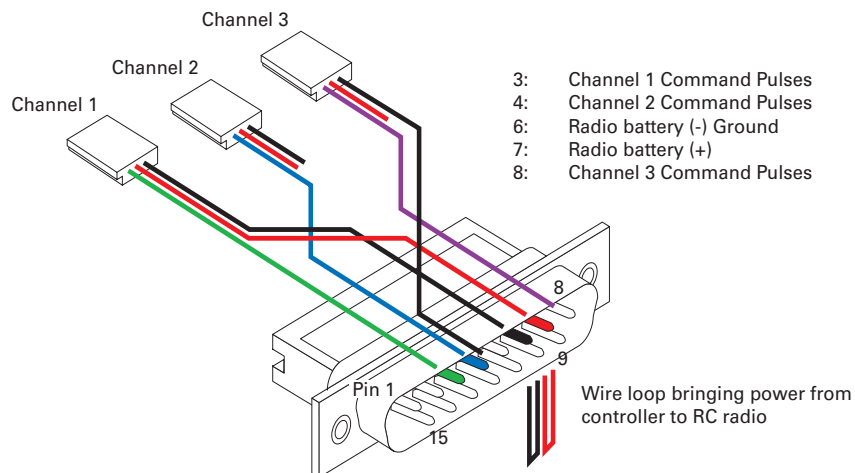 Channel 3
Channel 2
Channel 1
3: Channel 1 Command Pulses
4: Channel 2 Command Pulses
6: Radio battery (-) Ground
7: Radio battery (+)
8: Channel 3 Command Pulses
8
9
Pin 1
15
Wire loop bringing power from
controller to RC radio